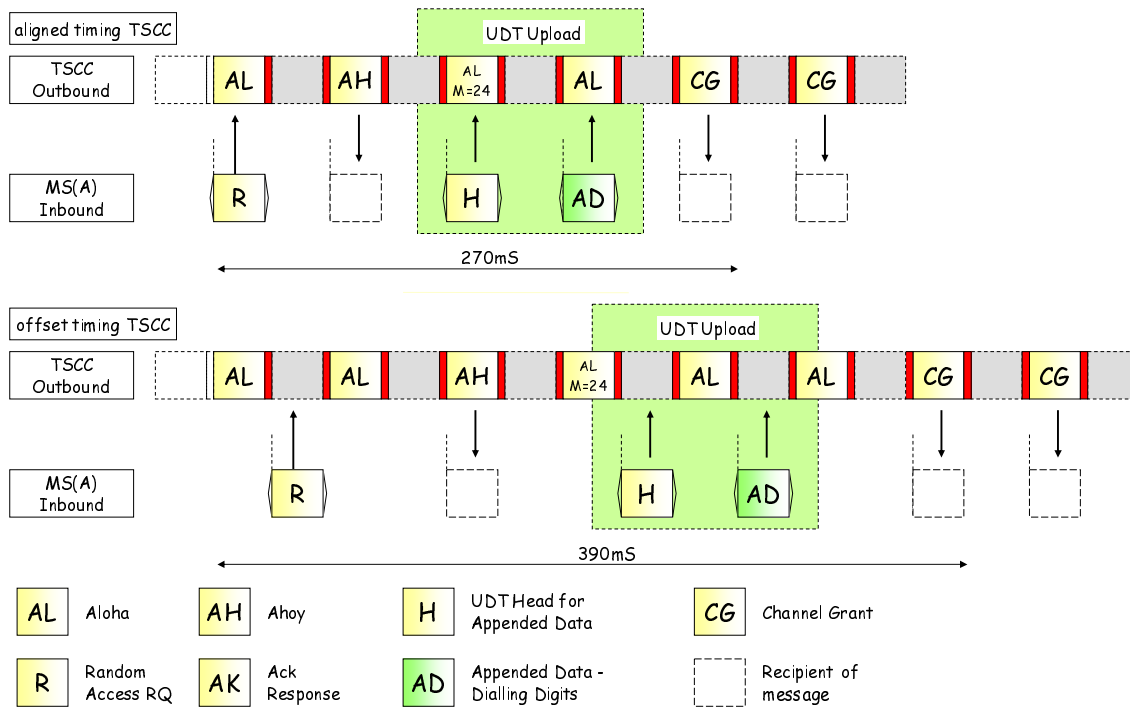 aligned timing TSCC
UDT Upload
TSCC
Outbound
AL
AH
AL
M=24
AL
CG
CG
MS(A)
Inbound
R
H
AD
270mS
offset timing TSCC
UDT Upload
TSCC
Outbound
AL
AL
AH
AL
M=24
AL
AL
CG
CG
MS(A)
Inbound
R
H
AD
390mS
AL
Aloha
AH
Ahoy
H
UDT Head for
Appended Data
CG
Channel Grant
R
Random
Access RQ
AK
Ack
Response
AD
Appended Data -
Dialling Digits
Recipient of
message